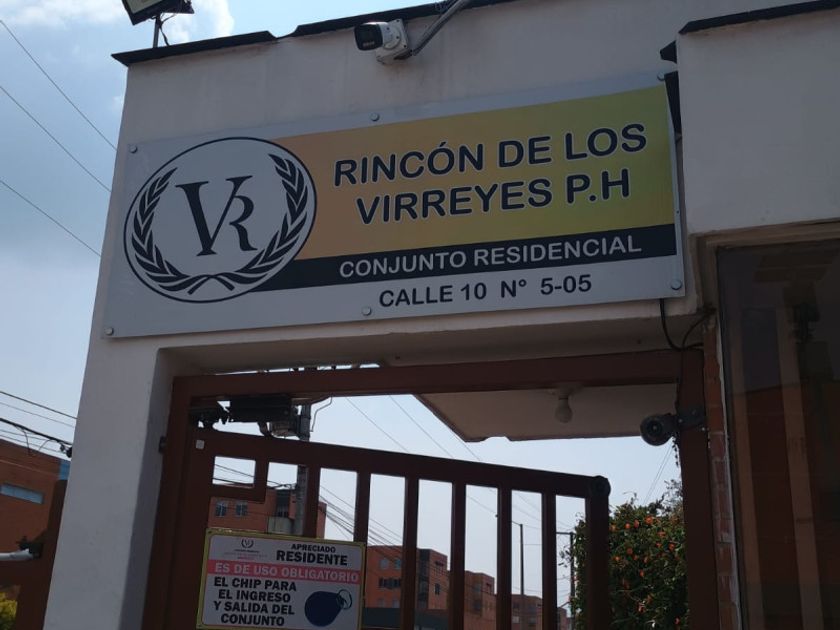 VR
RINCÓN DE LOS
VIRREYES P.H
CONJUNTO RESIDENCIAL
CALLE 10 N° 5-05
APRECIADO
RESIDENTE
ES DE USO OBLIGATORIO
EL CHIP PARA
EL INGRESO
Y SALIDA DEL
CONJUNTO